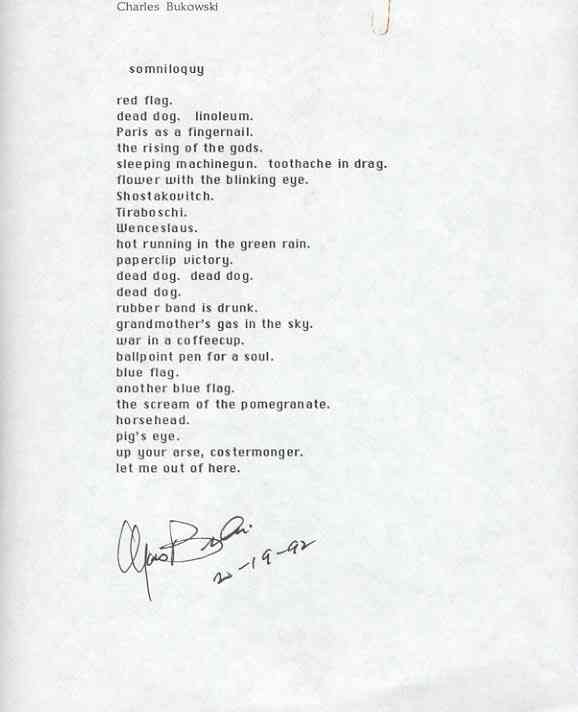 Charles Bukowski
somniloquy
red flag.
dead dog.  linoleum.
Paris as a fingernail.
the rising of the gods.
sleeping machinegun.  toothache in drag.
flower with the blinking eye.
Shostakovitch.
Tiraboschi.
Wenceslaus.
hot running in the green rain.
paperclip victory.
dead dog.  dead dog.
dead dog.
rubber band is drunk.
grandmother's gas in the sky.
war in a coffeecup.
ballpoint pen for a soul.
blue flag.
another blue flag.
the scream of the pomegranate.
horsehead.
pig's eye.
up your arse, costermonger.
let me out of here.
-19-92